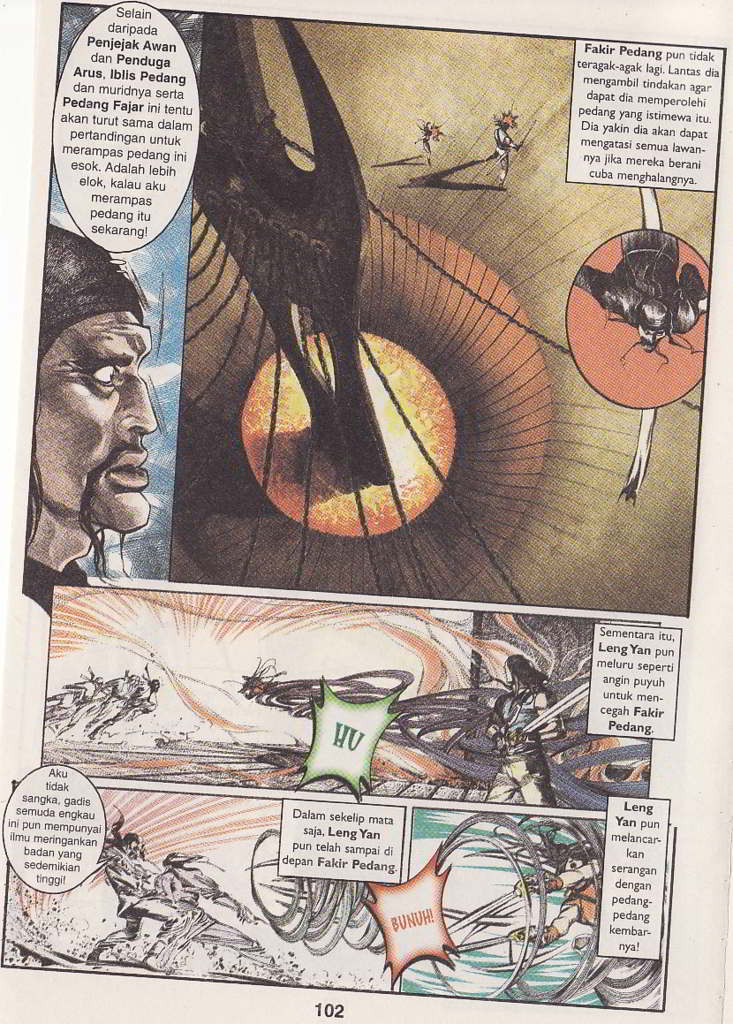 Selain
daripada
Penjejak Awan
dan Penduga
Arus, Iblis Pedang
dan muridnya serta
Pedang Fajar ini tentu
akan turut sama dalam
pertandingan untuk
merampas pedang ini
esok. Adalah lebih
elok, kalau aku
merampas
pedang itu
sekarang!
Fakir Pedang pun tidak
teragak-agak lagi. Lantas dia
mengambil tindakan agar
dapat dia memperolehi
pedang yang istimewa itu.
Dia yakin dia akan dapat
mengatasi semua lawan-
nya jika mereka berani
cuba menghalangnya.
Sementara itu,
Leng Yan pun
meluru seperti
angin puyuh
untuk men-
cegah Fakir
Pedang.
HU
Aku
tidak
sangka, gadis
semuda engkau
ini pun mempunyai
ilmu meringankan
badan yang
sedemikian
tinggi!
Dalam sekelip mata
saja, Leng Yan
pun telah sampai di
depan Fakir Pedang.
BUNUH!
Leng
Yan pun
melancar-
kan
serangan
dengan
pedang-
pedang
kembar-
nya!
102